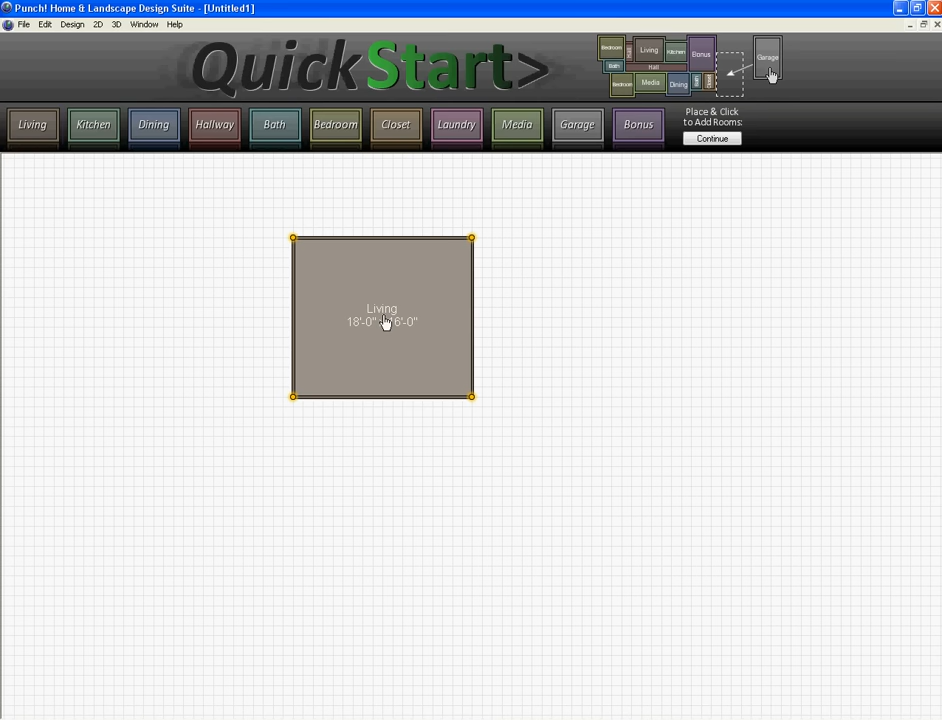 Punch! Home & Landscape Design Suite - [Untitled1]
File Edit Design 2D 3D Window Help
QuickStart>
Bedroom Living Kitchen Bonus Garage
Bath Hall
Bedroom Media Dining
Living Kitchen Dining Hallway Bath Bedroom Closet Laundry Media Garage Bonus
Place & Click
to Add Rooms:
Continue
Living
18'-0" 6'-0"